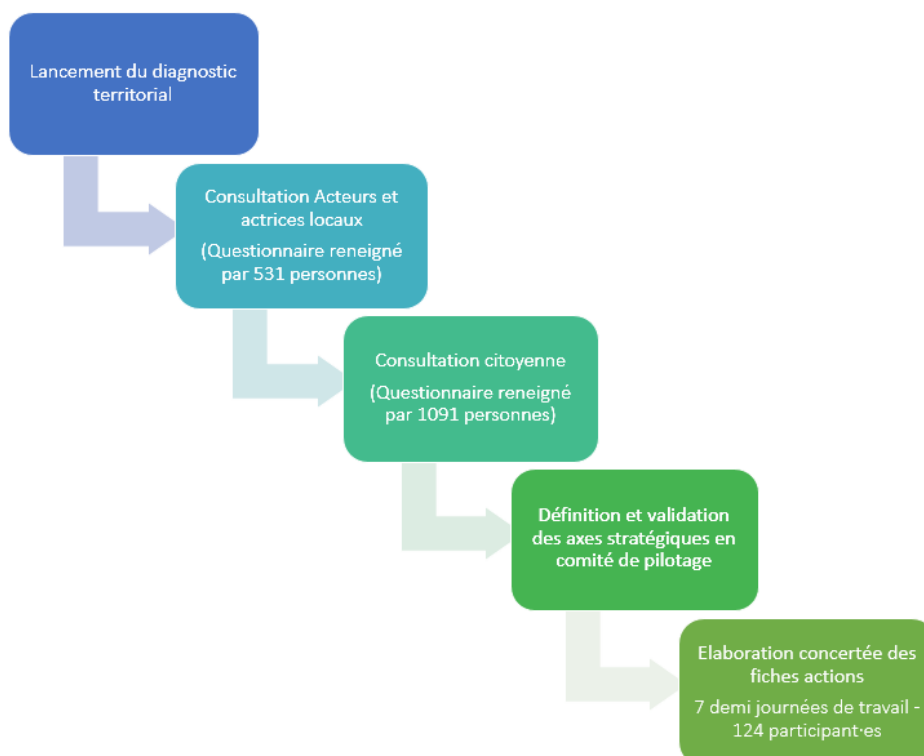 Lancement du diagnostic
territorial
Consultation Acteurs et
actrices locaux
(Questionnaire reneigné
par 531 personnes)
Consultation citoyenne
(Questionnaire reneigné
par 1091 personnes)
Définition et validation
des axes stratégiques en
comité de pilotage
Elaboration concertée des
fiches actions
7 demi journées de travail -
124 participant·es